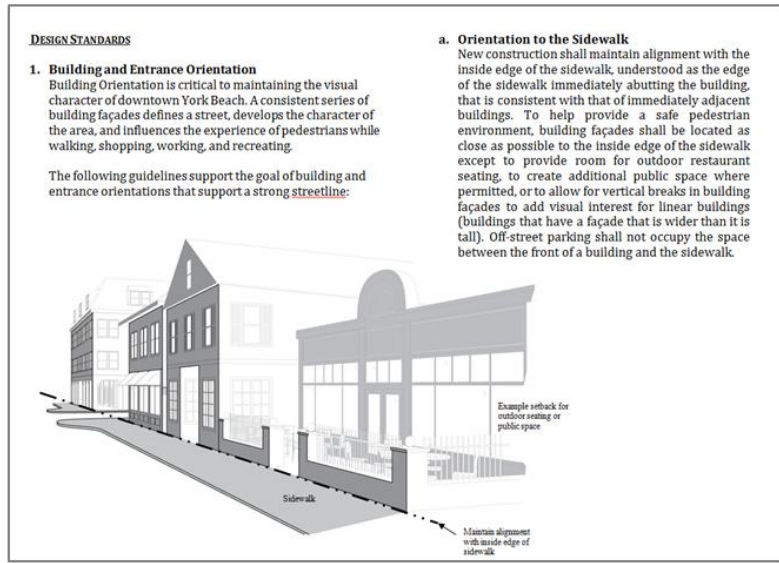 DESIGN STANDARDS
1. Building and Entrance Orientation
Building Orientation is critical to maintaining the visual
character of downtown York Beach. A consistent series of
building façades defines a street, develops the character of
the area, and influences the experience of pedestrians while
walking, shopping, working, and recreating.
The following guidelines support the goal of building and
entrance orientations that support a strong streetline:
a. Orientation to the Sidewalk
New construction shall maintain alignment with the
inside edge of the sidewalk, understood as the edge
of the sidewalk immediately abutting the building,
that is consistent with that of immediately adjacent
buildings. To help provide a safe pedestrian
environment, building façades shall be located as
close as possible to the inside edge of the sidewalk
except to provide room for outdoor restaurant
seating, to create additional public space where
permitted, or to allow for vertical breaks in building
façades to add visual interest for linear buildings
(buildings that have a façade that is wider than it is
tall). Off-street parking shall not occupy the space
between the front of a building and the sidewalk.
Example setback for
outdoor seating or
public space
Sidewalk
Maintain alignment
with inside edge of
sidewalk